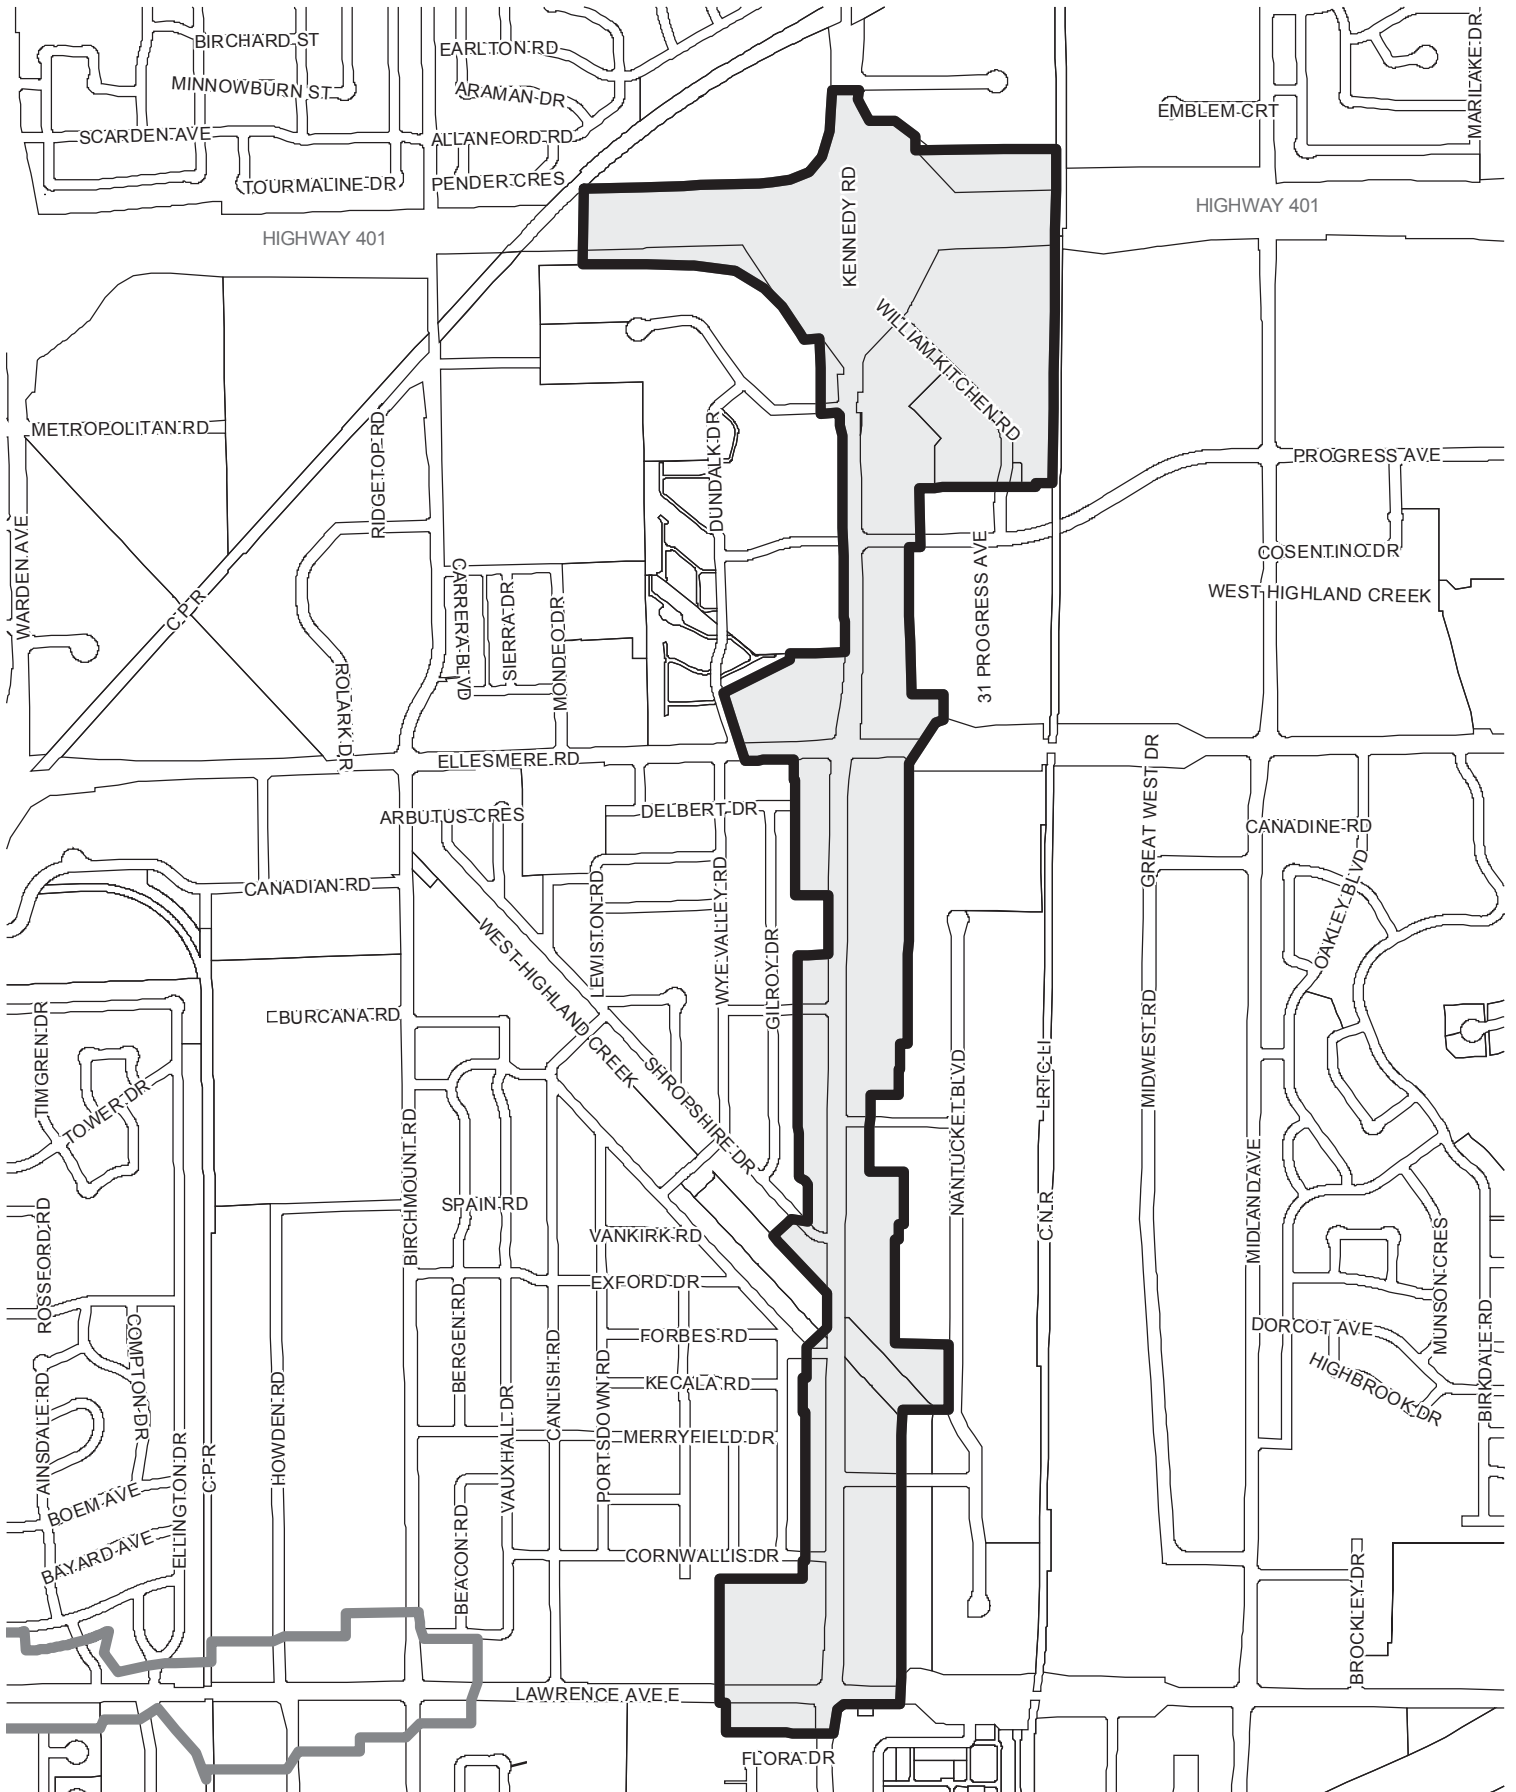 BIRCHARD ST
EARLTON RD
MINNOWBURN ST
ARAMAN DR
SCARDEN AVE
ALLANFORD RD
TOURMALINE DR
PENDER CRES
EMBLEM CRT
MARILAKE DR
HIGHWAY 401
HIGHWAY 401
KENNEDY RD
WILLIAM KITCHEN RD
METROPOLITAN RD
RIDGETOP RD
DUNDALK DR
PROGRESS AVE
WARDEN AVE
C.P.R
CARRERA BLVD
SIERRA DR
MONDEO DR
31 PROGRESS AVE
COSENTINO DR
WEST HIGHLAND CREEK
ROLARK DR
ELLESMERE RD
GREAT WEST DR
ARBUTUS CRES
DELBERT DR
CANADINE RD
CANADIAN RD
LEWISTON RD
WYE VALLEY RD
GILROY DR
OAKLEY BLVD
WEST HIGHLAND CREEK
BURCANA RD
TIMGREN DR
TOWER DR
SHROPSHIRE DR
NANTUCKET BLVD
LRTC LI
MIDWEST RD
BIRCHMOUNT RD
SPAIN RD
VANKIRK RD
C.N.R
MIDLAND AVE
ROSSFORD RD
EXFORD DR
MUNSON CRES
BERGEN RD
COMPTON DR
FORBES RD
DORCOT AVE
HIGHBROOK DR
BIRKDALE RD
AINSDALE RD
HOWDEN RD
CANLISH RD
PORTSDOWN RD
KECALA RD
VAUXHALL DR
MERRYFIELD DR
ELLINGTON DR
C.P.R
BOEM AVE
BAYARD AVE
BEACON RD
CORNWALLIS DR
BROCKLEY DR
LAWRENCE AVE E
FLORA DR